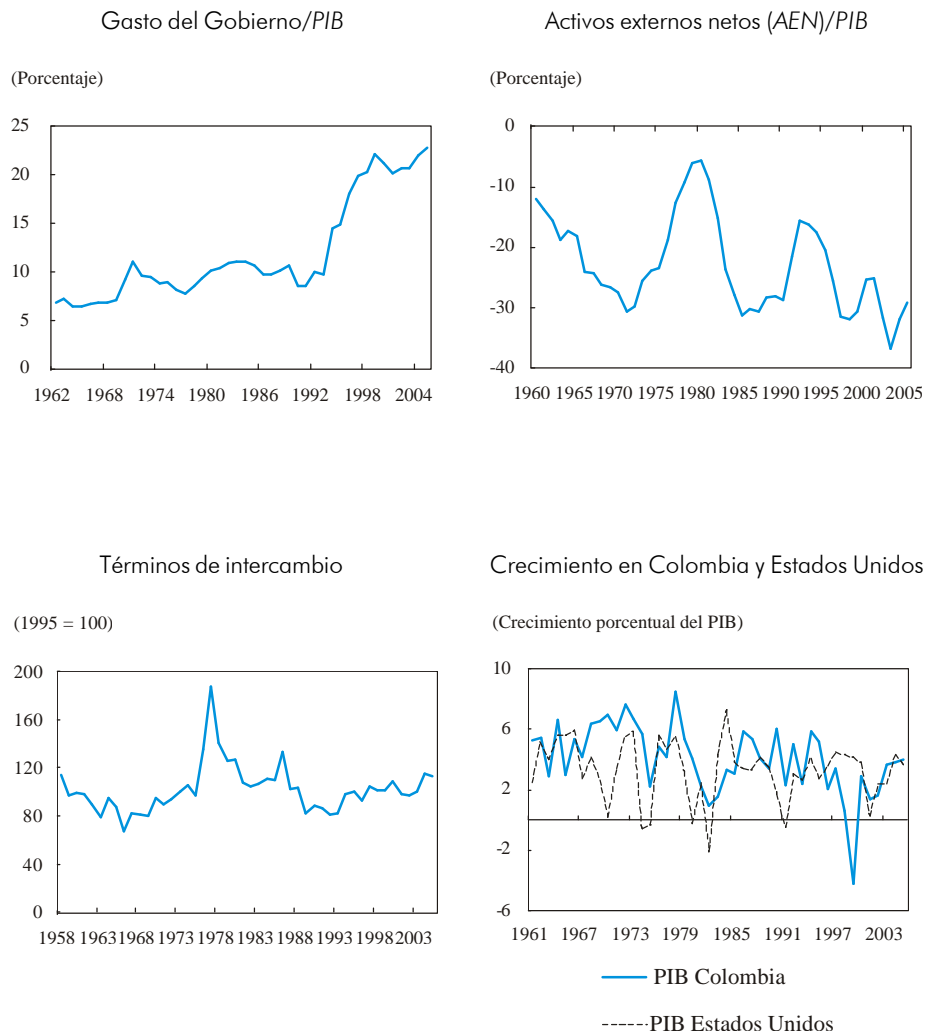 Gasto del Gobierno/PIB
(Porcentaje)
25
20
15
10
5
0
1962 1968 1974 1980 1986 1992 1998 2004
Activos externos netos (AEN)/PIB
(Porcentaje)
0
-10
-20
-30
-40
1960 1965 1970 1975 1980 1985 1990 1995 2000 2005
Términos de intercambio
(1995 = 100)
200
160
120
80
40
0
1958 1963 1968 1973 1978 1983 1988 1993 1998 2003
Crecimiento en Colombia y Estados Unidos
(Crecimiento porcentual del PIB)
10
6
2
-2
-6
1961 1967 1973 1979 1985 1991 1997 2003
PIB Colombia
PIB Estados Unidos